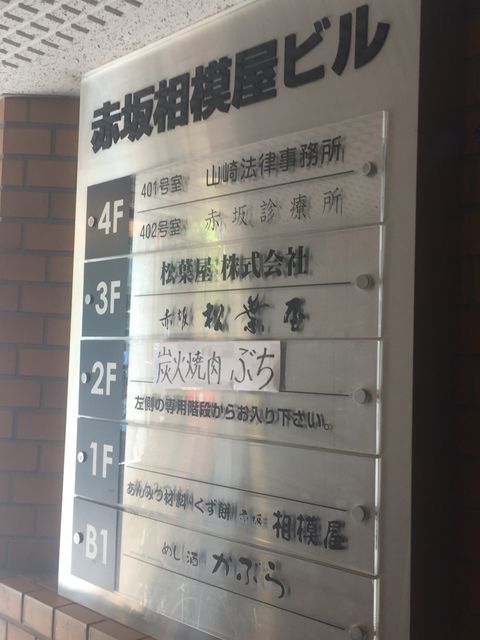 赤坂相模屋ビル
4F
401号室 山崎法律事務所
402号室 赤坂診療所
3F
松葉屋 株式会社
赤坂 松葉屋
2F
炭火焼肉 ぶち
左側の専用階段からお入り下さい。
1F
あんみつ材料・くず餅 赤坂 相模屋
B1
めし 酒 かぶら